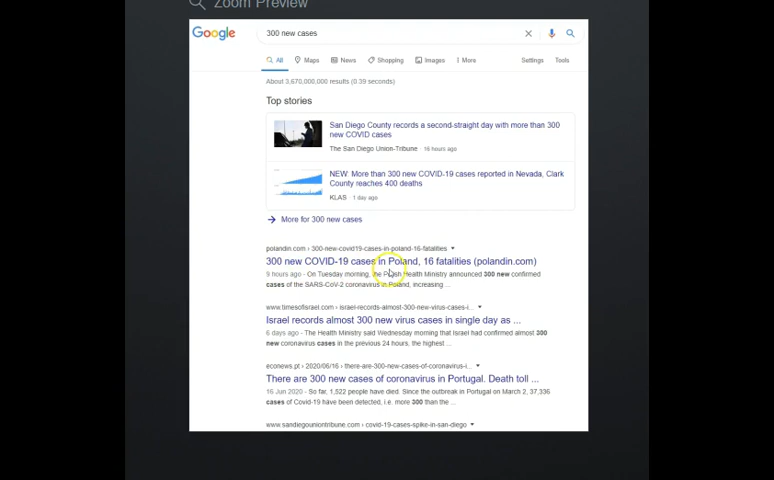 Zoom Preview
Google
300 new cases
All Maps News Shopping Images More Settings Tools
About 3,670,000,000 results (0.39 seconds)
Top stories
San Diego County records a second-straight day with more than 300
new COVID cases
The San Diego Union-Tribune · 16 hours ago
NEW: More than 300 new COVID-19 cases reported in Nevada, Clark
County reaches 400 deaths
KLAS · 1 day ago
More for 300 new cases
polandin.com › 300-new-covid19-cases-in-poland-16-fatalities
300 new COVID-19 cases in Poland, 16 fatalities (polandin.com)
9 hours ago - On Tuesday morning, the Polish Health Ministry announced 300 new confirmed
cases of the SARS-CoV-2 coronavirus in Poland, increasing ...
www.timesofisrael.com › israel-records-almost-300-new-virus-cases-i...
Israel records almost 300 new virus cases in single day as ...
6 days ago - The Health Ministry said Wednesday morning that Israel had confirmed almost 300
new coronavirus cases in the previous 24 hours, the highest ...
econews.pt › 2020/06/16 › there-are-300-new-cases-of-coronavirus-i...
There are 300 new cases of coronavirus in Portugal. Death toll ...
16 Jun 2020 - So far, 1,522 people have died. Since the outbreak in Portugal on March 2, 37,336
cases of Covid-19 have been detected, i.e. more 300 than the ...
www.sandiegouniontribune.com › covid-19-cases-spike-in-san-diego